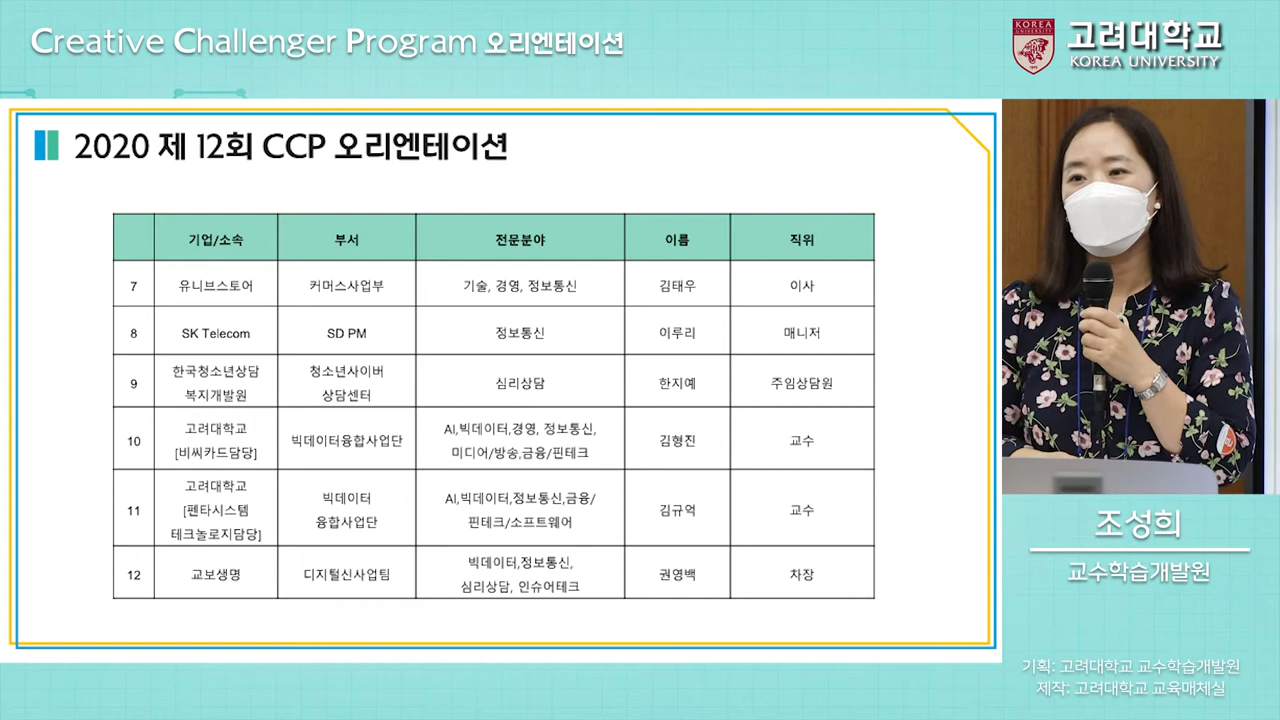 Creative Challenger Program 오리엔테이션
KOREA
UNIVERSITY
1905
고려대학교
KOREA UNIVERSITY
2020 제 12회 CCP 오리엔테이션
기업/소속 부서 전문분야 이름 직위
7 유니브스토어 커머스사업부 기술, 경영, 정보통신 김태우 이사
8 SK Telecom SD PM 정보통신 이루리 매니저
9 한국청소년상담 복지개발원 청소년사이버 상담센터 심리상담 한지예 주임상담원
10 고려대학교 [비씨카드담당] 빅데이터융합사업단 AI,빅데이터,경영, 정보통신, 미디어/방송,금융/핀테크 김형진 교수
11 고려대학교 [펜타시스템 테크놀로지담당] 빅데이터 융합사업단 AI,빅데이터,정보통신,금융/ 핀테크/소프트웨어 김규억 교수
12 교보생명 디지털신사업팀 빅데이터,정보통신, 심리상담, 인슈어테크 권영백 차장
조성희
교수학습개발원
기획: 고려대학교 교수학습개발원
제작: 고려대학교 교육매체실